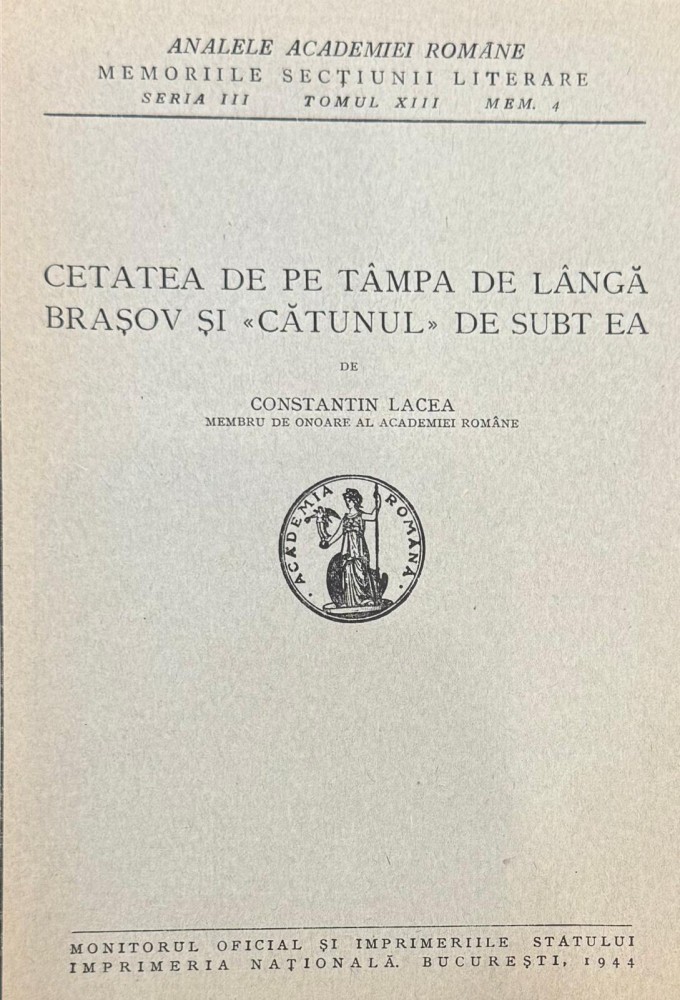 ANALELE ACADEMIEI ROMÂNE
MEMORIILE SECȚIUNII LITERARE
SERIA III TOMUL XIII MEM. 4
CETATEA DE PE TÂMPA DE LÂNGĂ
BRAȘOV ȘI «CĂTUNUL» DE SUBT EA
DE
CONSTANTIN LACEA
MEMBRU DE ONOARE AL ACADEMIEI ROMÂNE
· ACADEMIA ROMÂNĂ ·
MONITORUL OFICIAL ȘI IMPRIMERIILE STATULUI
IMPRIMERIA NAȚIONALĂ. BUCUREȘTI, 1944